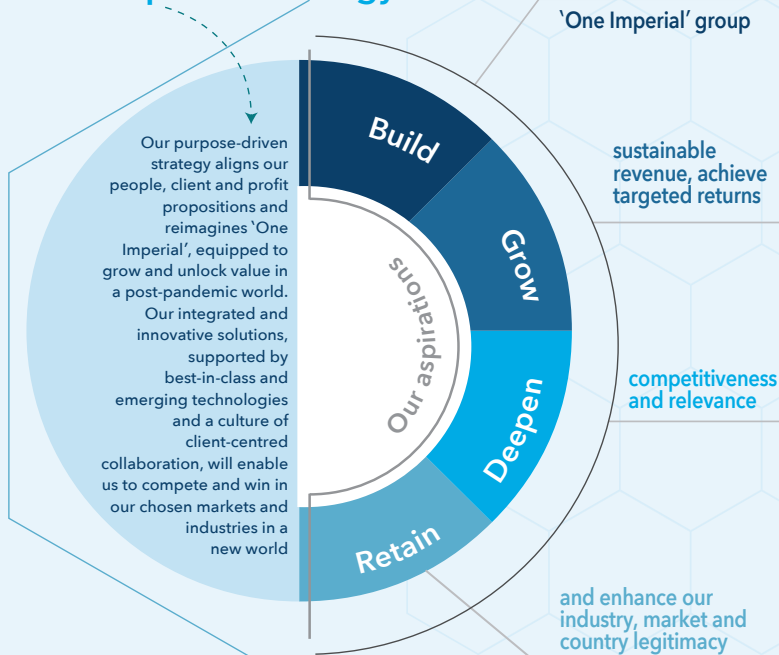 Our purpose-driven
strategy aligns our
people, client and profit
propositions and
reimagines ‘One
Imperial’, equipped to
grow and unlock value in
a post-pandemic world.
Our integrated and
innovative solutions,
supported by
best-in-class and
emerging technologies
and a culture of
client-centred
collaboration, will enable
us to compete and win in
our chosen markets and
industries in a
new world
Our aspirations
Build
‘One Imperial’ group
Grow
sustainable
revenue, achieve
targeted returns
Deepen
competitiveness
and relevance
Retain
and enhance our
industry, market and
country legitimacy